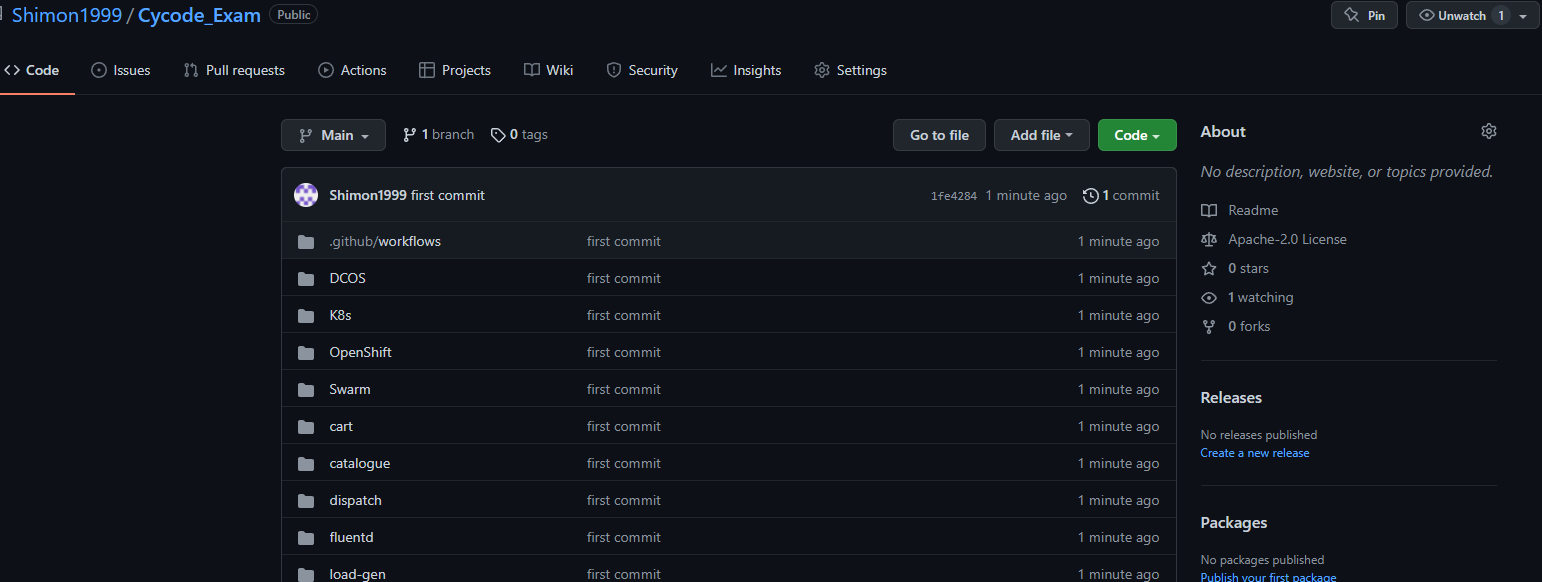 Shimon1999 / Cycode_Exam Public
Pin
Unwatch 1
Code Issues Pull requests Actions Projects Wiki Security Insights Settings
Main 1 branch 0 tags
Go to file Add file Code
Shimon1999 first commit 1fe4284 1 minute ago 1 commit
.github/workflows first commit 1 minute ago
DCOS first commit 1 minute ago
K8s first commit 1 minute ago
OpenShift first commit 1 minute ago
Swarm first commit 1 minute ago
cart first commit 1 minute ago
catalogue first commit 1 minute ago
dispatch first commit 1 minute ago
fluentd first commit 1 minute ago
load-gen first commit 1 minute ago
About
No description, website, or topics provided.
Readme
Apache-2.0 License
0 stars
1 watching
0 forks
Releases
No releases published
Create a new release
Packages
No packages published
Publish your first package